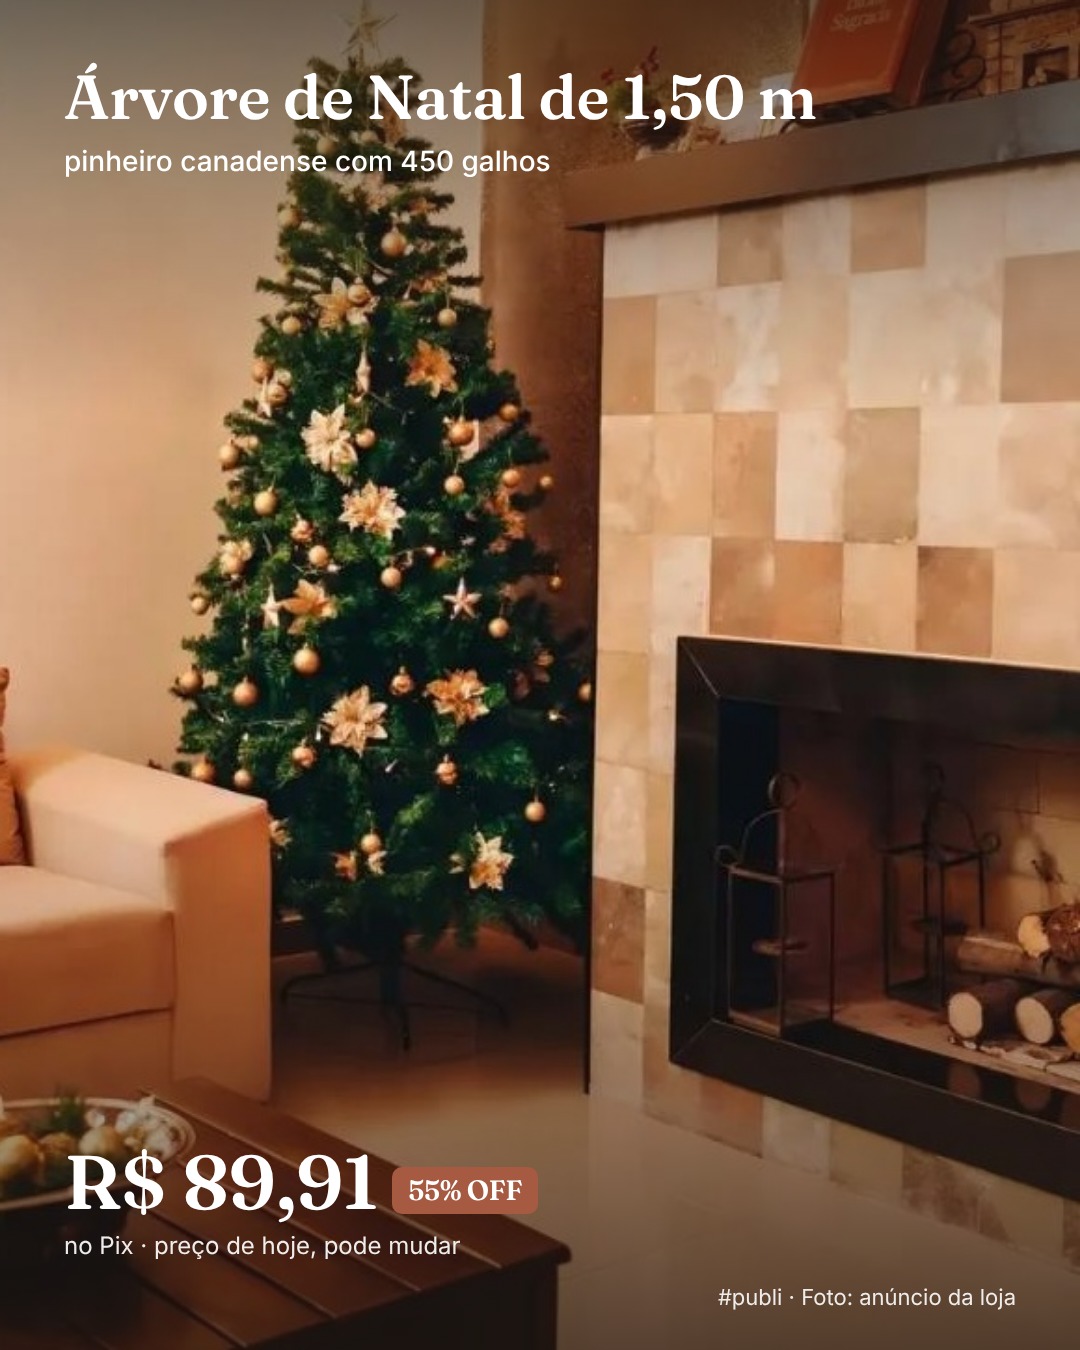 Sagrada
Árvore de Natal de 1,50 m
pinheiro canadense com 450 galhos
R$ 89,91 55% OFF
no Pix · preço de hoje, pode mudar
#publi · Foto: anúncio da loja